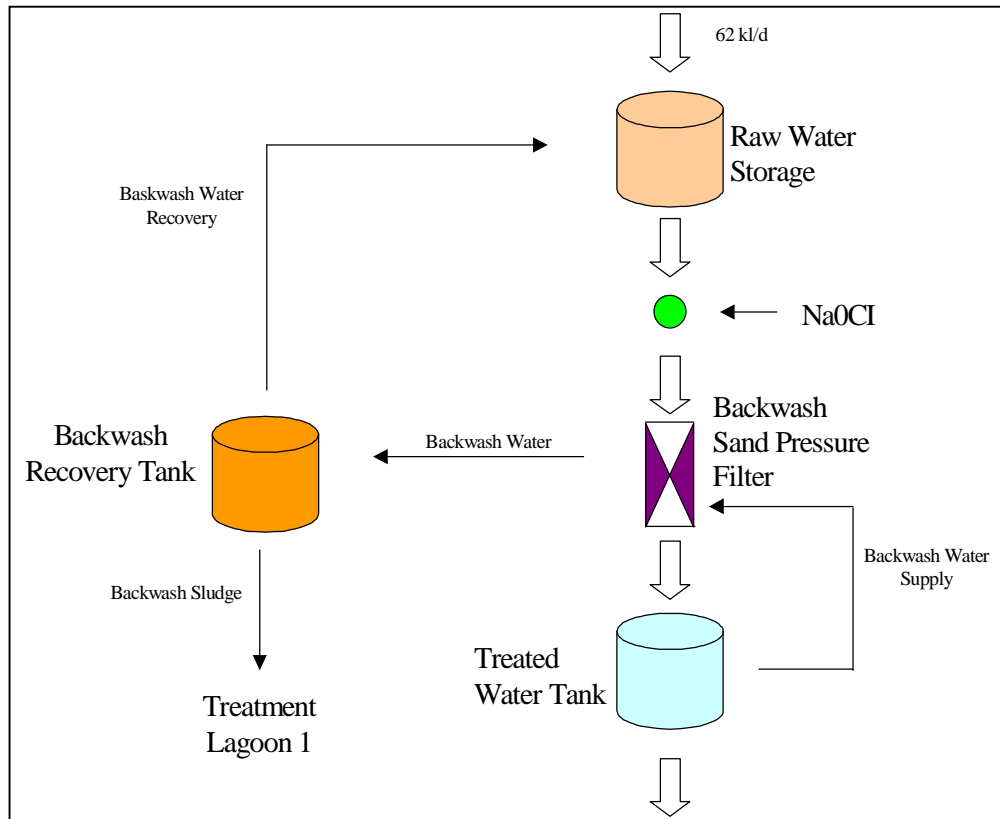 62 kl/d
Raw Water
Storage
Baskwash Water
Recovery
Na0CI
Backwash
Sand Pressure
Filter
Backwash
Recovery Tank
Backwash Water
Backwash Water
Supply
Backwash Sludge
Treated
Water Tank
Treatment
Lagoon 1